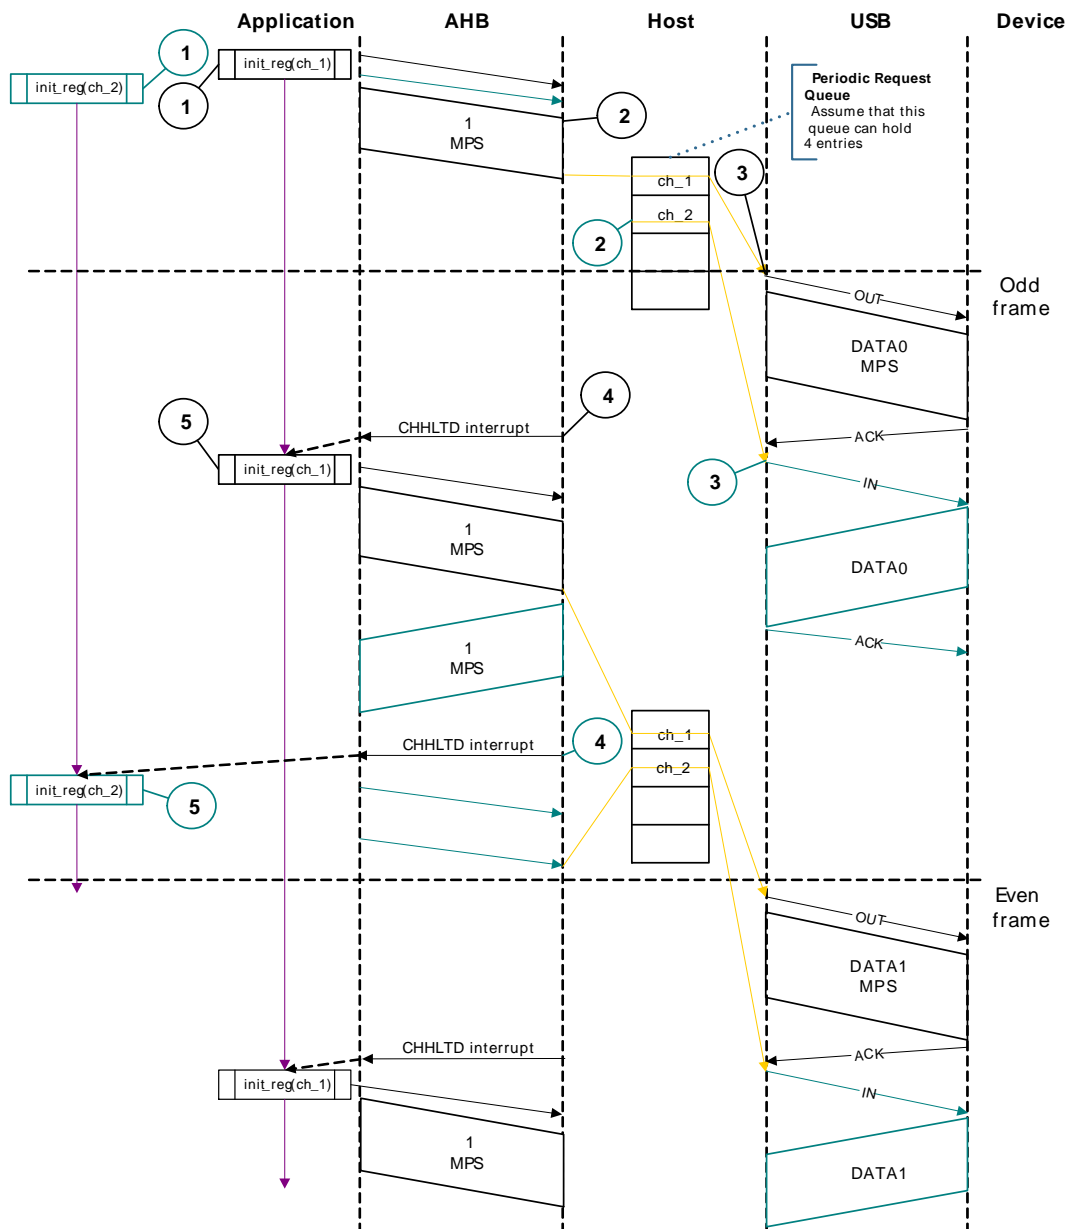 Application AHB Host USB Device
1
init_reg(ch_1)
init_reg(ch_2)
1
Periodic Request
Queue
Assume that this
queue can hold
4 entries
2
1
MPS
3
ch_1
ch_2
2
Odd
frame
OUT
DATA0
MPS
4
5
CHHLTD interrupt
ACK
init_reg(ch_1)
3
IN
1
MPS
DATA0
1
MPS
ACK
ch_1
4
CHHLTD interrupt
ch_2
init_reg(ch_2)
5
Even
frame
OUT
DATA1
MPS
CHHLTD interrupt
ACK
init_reg(ch_1)
IN
1
MPS
DATA1